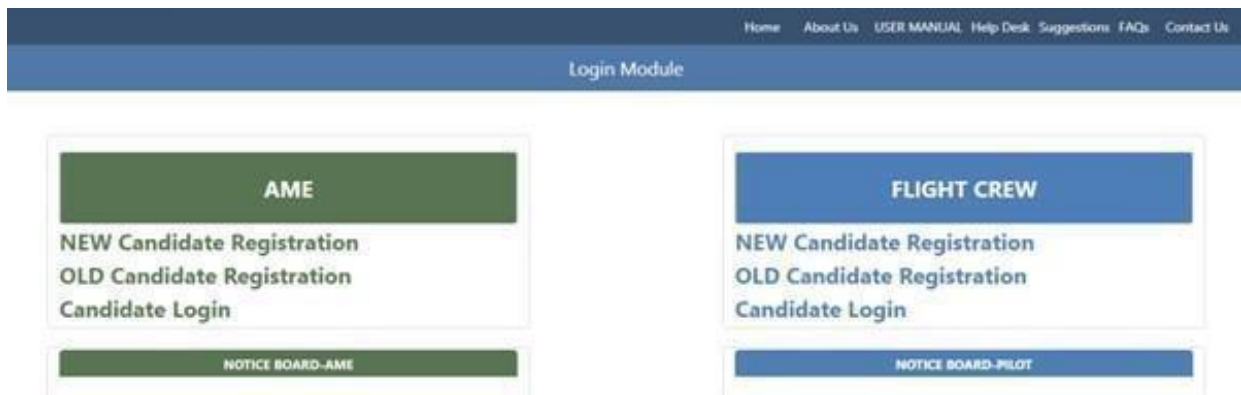 Home About Us USER MANUAL Help Desk Suggestions FAQs Contact Us
Login Module
AME
NEW Candidate Registration
OLD Candidate Registration
Candidate Login
NOTICE BOARD-AME
FLIGHT CREW
NEW Candidate Registration
OLD Candidate Registration
Candidate Login
NOTICE BOARD-PILOT